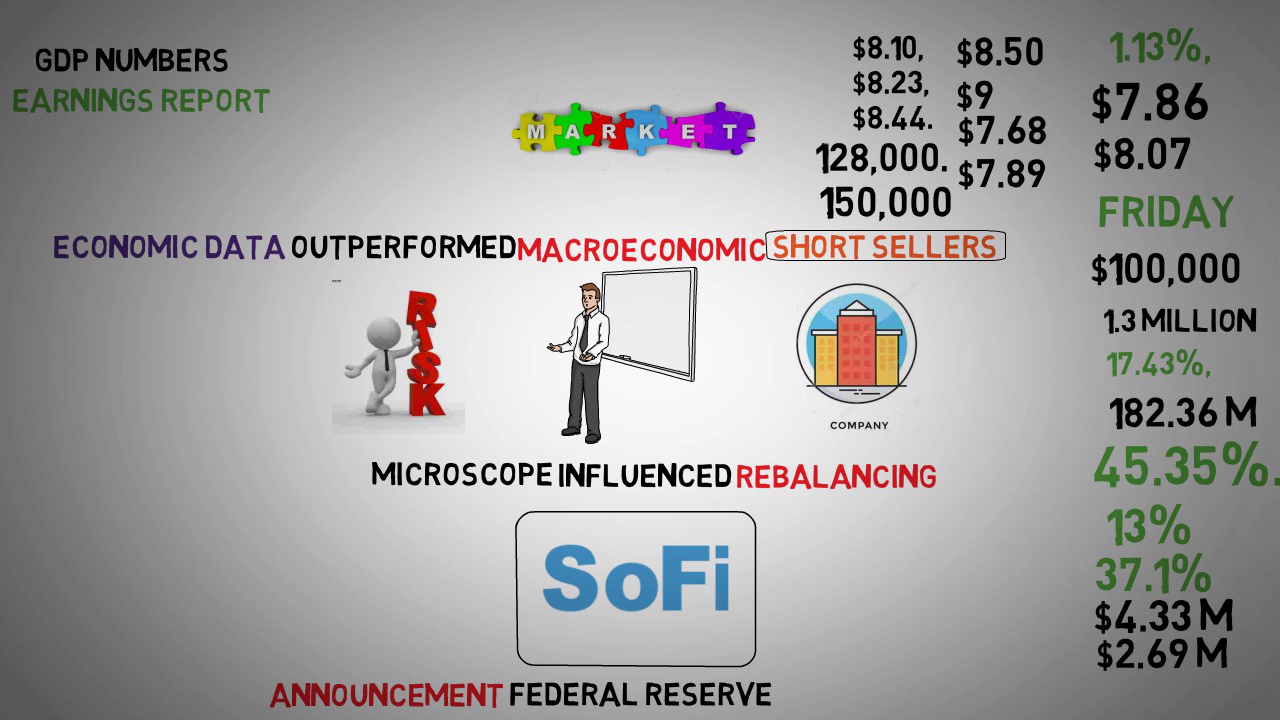 GDP NUMBERS
EARNINGS REPORT
MARKET
$8.10,
$8.23,
$8.44.
128,000.
150,000
$8.50
$9
$7.68
$7.89
1.13%,
$7.86
$8.07
FRIDAY
$100,000
1.3 MILLION
17.43%,
182.36 M
45.35%.
13%
37.1%
$4.33 M
$2.69 M
ECONOMIC DATA OUTPERFORMED MACROECONOMIC SHORT SELLERS
RISK
COMPANY
MICROSCOPE INFLUENCED REBALANCING
SoFi
ANNOUNCEMENT FEDERAL RESERVE